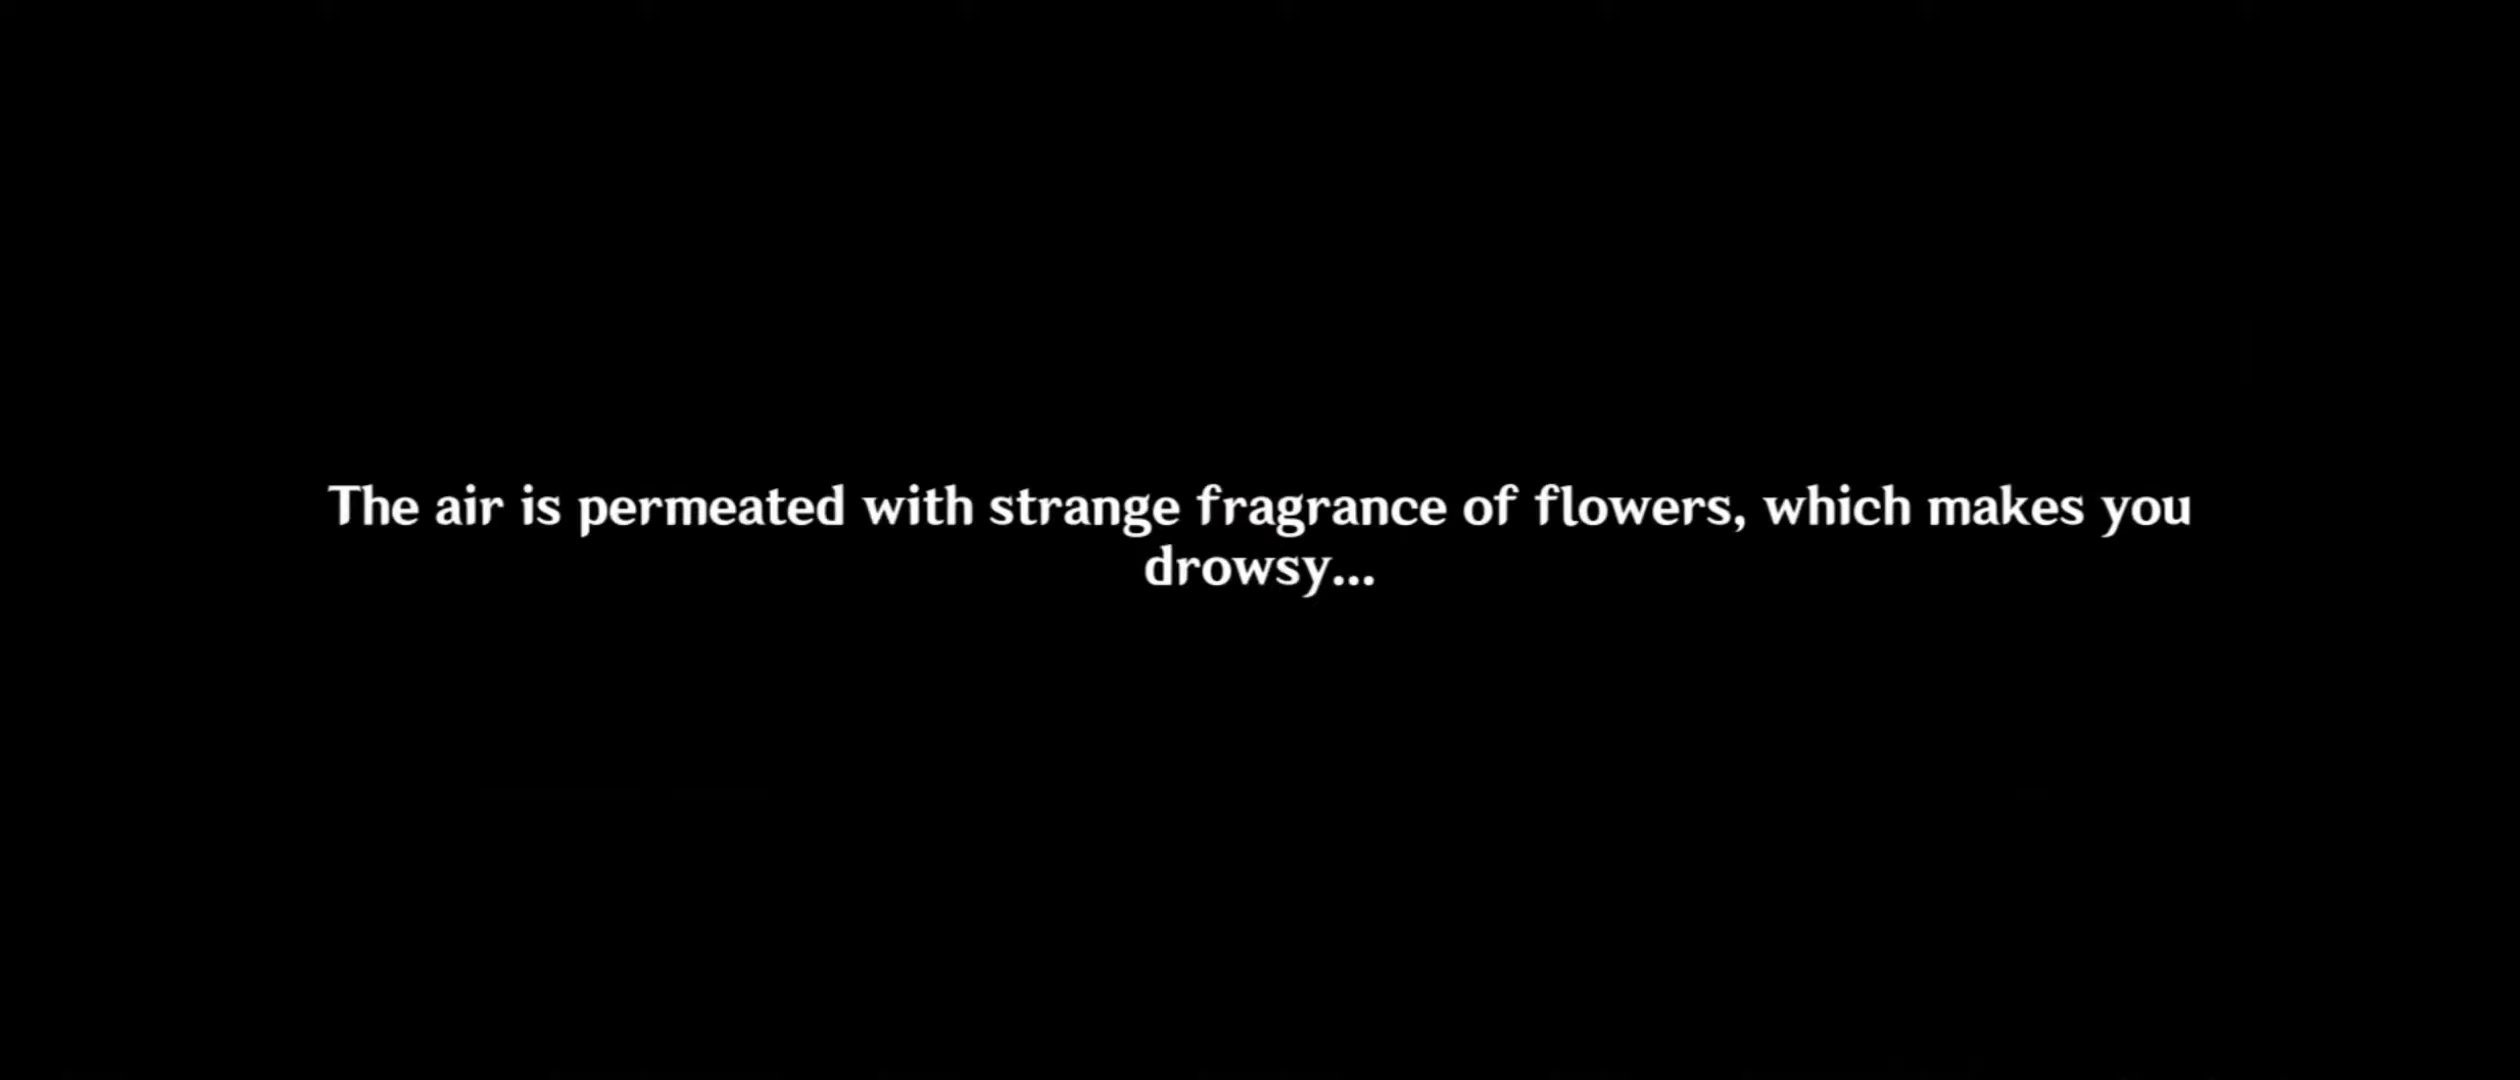 The air is permeated with strange fragrance of flowers, which makes you
drowsy...